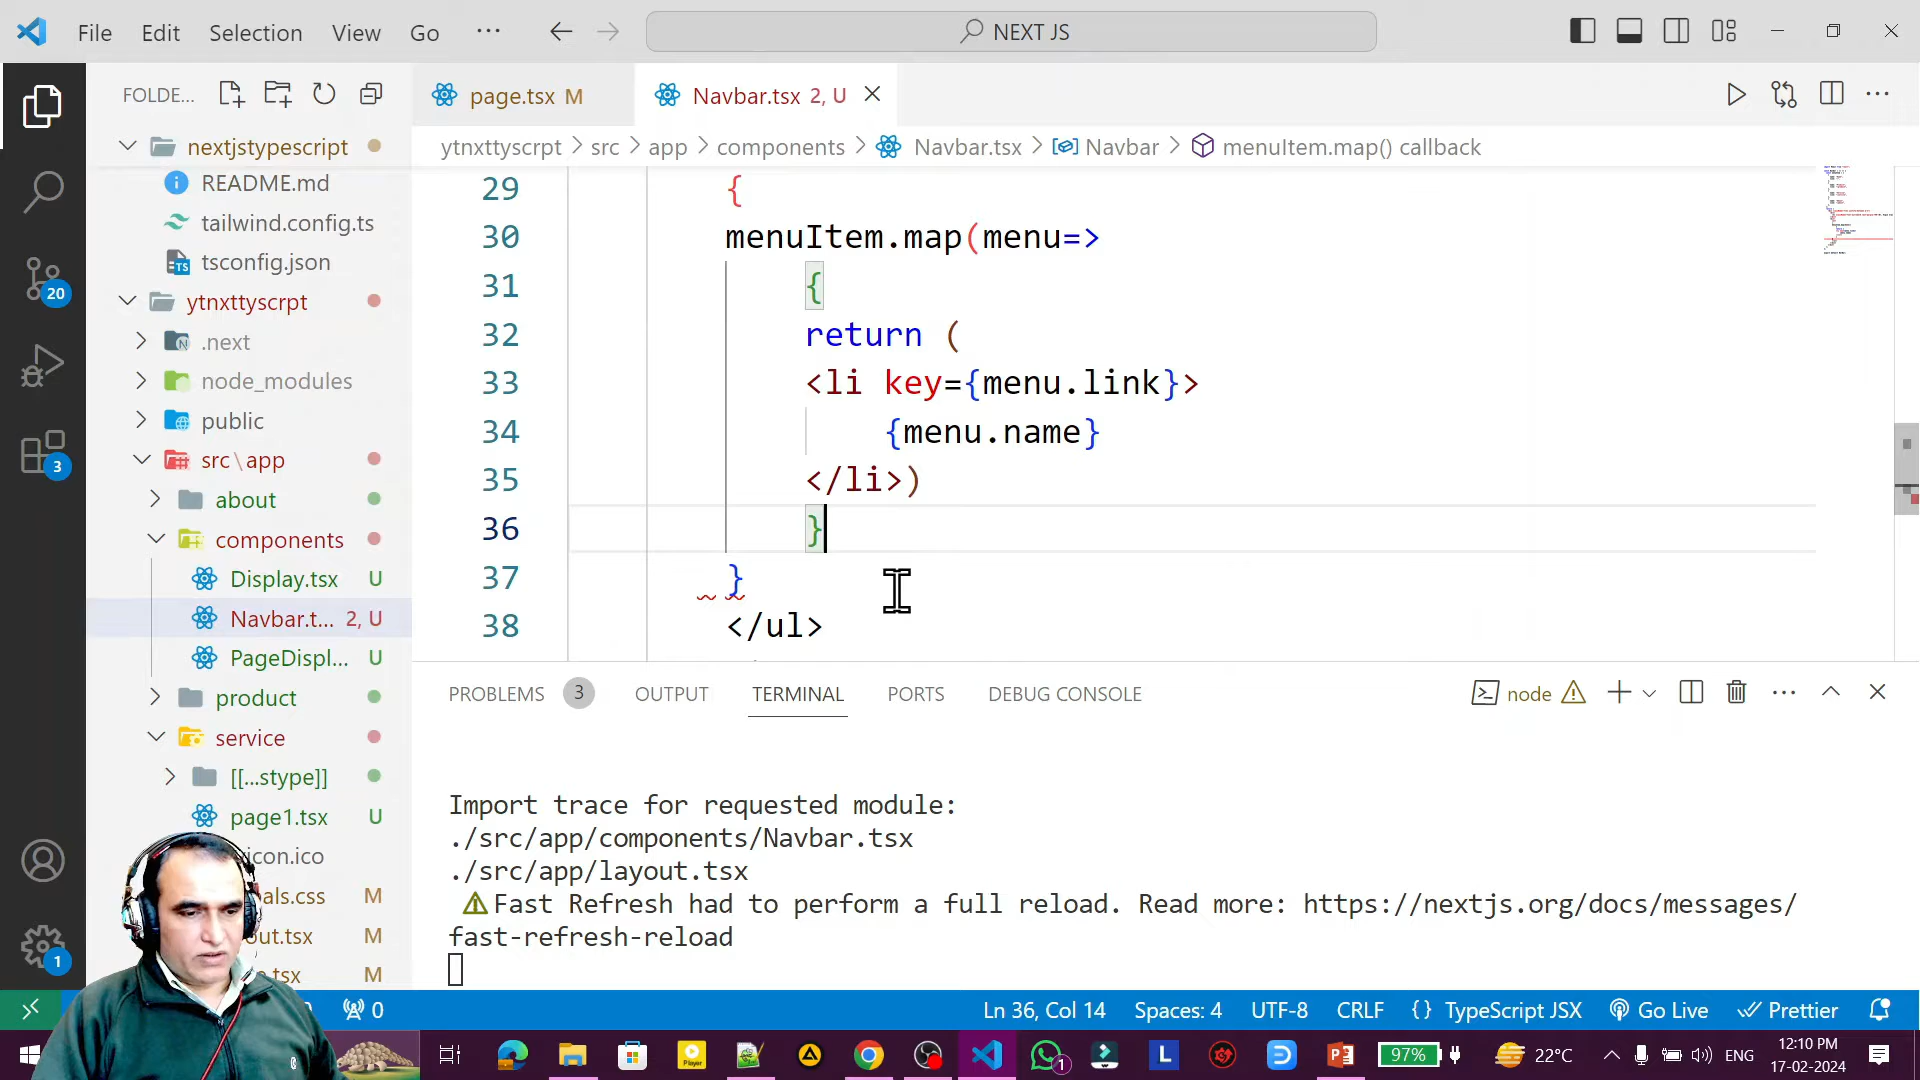 File Edit Selection View Go ··· NEXT JS
FOLDE...
page.tsx M
Navbar.tsx 2, U
ytnxttyscrpt > src > app > components > Navbar.tsx > Navbar > menuItem.map() callback
nextjstypescript
README.md
tailwind.config.ts
tsconfig.json
ytnxttyscrpt
.next
node_modules
public
src\app
about
components
Display.tsx U
Navbar.t... 2, U
PageDispl... U
product
service
[[...stype]]
page1.tsx U
icon.ico
als.css M
out.tsx M
.tsx M
20
3
1
29 {
30 menuItem.map(menu=>
31 {
32 return (
33 <li key={menu.link}>
34 {menu.name}
35 </li>)
36 }
37 }
38 </ul>
PROBLEMS 3 OUTPUT TERMINAL PORTS DEBUG CONSOLE
node
Import trace for requested module:
./src/app/components/Navbar.tsx
./src/app/layout.tsx
⚠Fast Refresh had to perform a full reload. Read more: https://nextjs.org/docs/messages/
fast-refresh-reload
0 Ln 36, Col 14 Spaces: 4 UTF-8 CRLF {} TypeScript JSX Go Live Prettier
Player
L
1
97%
22°C
ENG
12:10 PM
17-02-2024